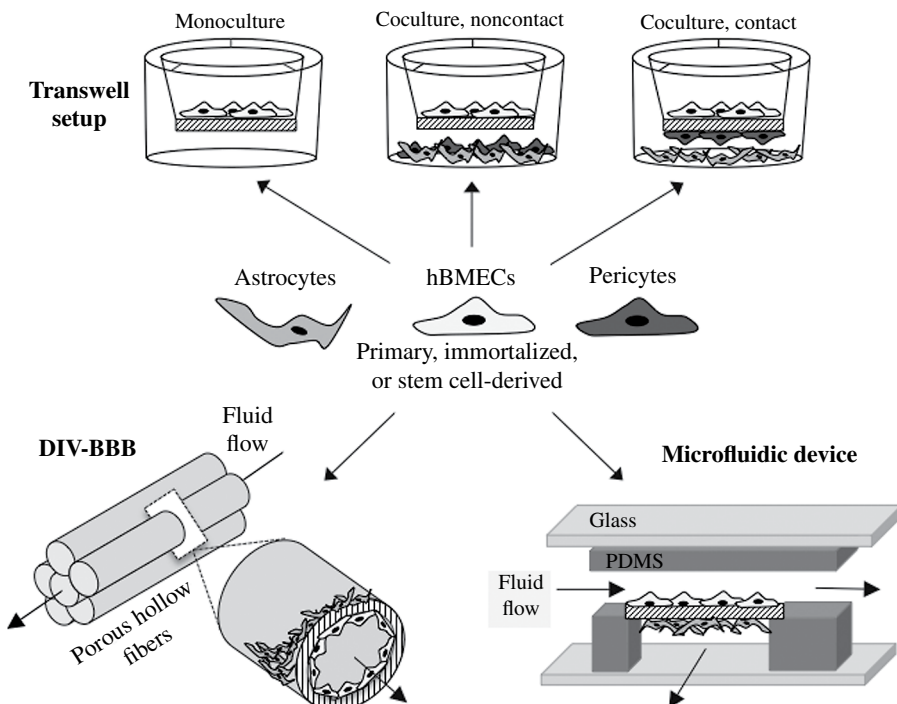 Monoculture
Coculture, noncontact
Coculture, contact
Transwell
setup
Astrocytes
hBMECs
Pericytes
Primary, immortalized,
or stem cell-derived
DIV-BBB
Fluid
flow
Porous hollow
fibers
Microfluidic device
Glass
PDMS
Fluid
flow